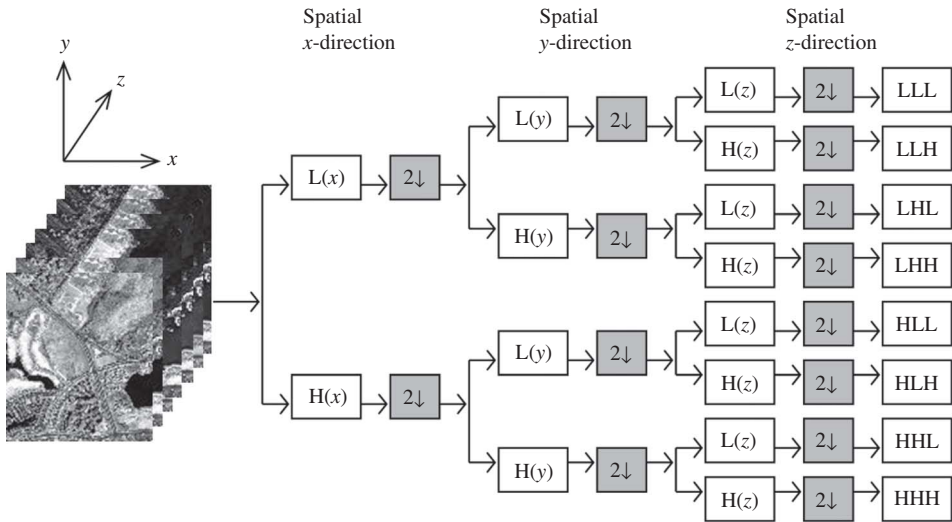 Spatial
x-direction
Spatial
y-direction
Spatial
z-direction
y
z
x
L(x)
2↓
L(y)
2↓
L(z)
2↓
LLL
H(z)
2↓
LLH
H(y)
2↓
L(z)
2↓
LHL
H(z)
2↓
LHH
H(x)
2↓
L(y)
2↓
L(z)
2↓
HLL
H(z)
2↓
HLH
H(y)
2↓
L(z)
2↓
HHL
H(z)
2↓
HHH